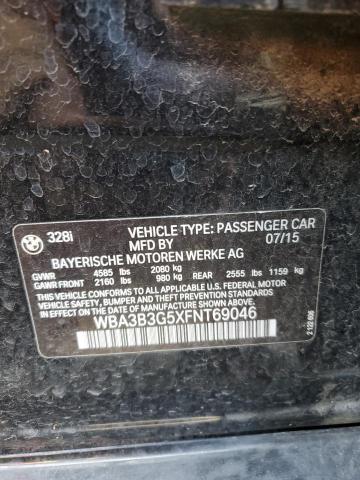 328i VEHICLE TYPE: PASSENGER CAR
MFD BY 07/15
BAYERISCHE MOTOREN WERKE AG
GVWR 4585 lbs 2080 kg
GAWR FRONT 2160 lbs 980 kg REAR 2555 lbs 1159 kg
THIS VEHICLE CONFORMS TO ALL APPLICABLE U.S. FEDERAL MOTOR
VEHICLE SAFETY, BUMPER, AND THEFT PREVENTION STANDARDS IN
EFFECT ON THE DATE OF MANUFACTURE SHOWN ABOVE.
WBA3B3G5XFNT69046